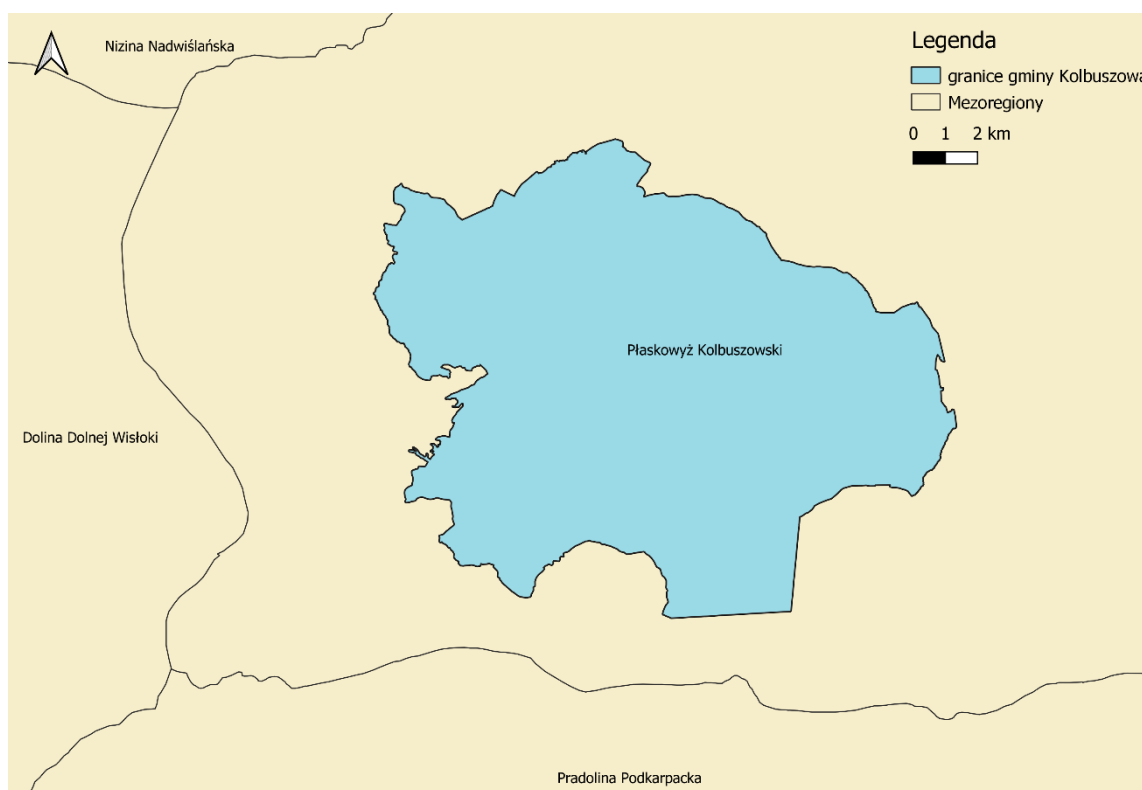 Nizina Nadwiślańska
Legenda
granice gminy Kolbuszowa
Mezoregiony
0 1 2 km
Płaskowyż Kolbuszowski
Dolina Dolnej Wisłoki
Pradolina Podkarpacka